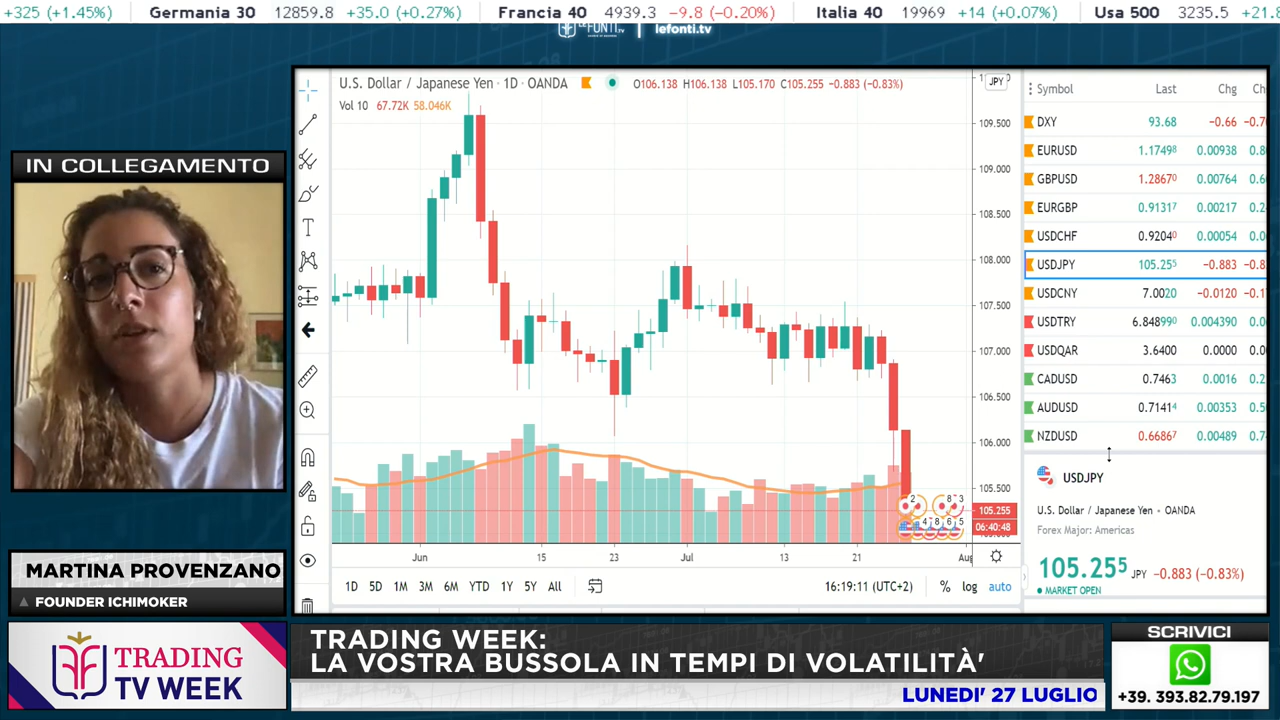 +325 (+1.45%) Germania 30 12859.8 +35.0 (+0.27%) Francia 40 4939.3 -9.8 (-0.20%) Italia 40 19969 +14 (+0.07%) Usa 500 3235.5 +21.8
LE FONTI TV | lefonti.tv
IN COLLEGAMENTO
MARTINA PROVENZANO
▲ FOUNDER ICHIMOKER
TRADING
TV WEEK
U.S. Dollar / Japanese Yen · 1D · OANDA O106.138 H106.138 L105.170 C105.255 −0.883 (−0.83%)
Vol 10 67.72K 58.046K
JPY
109.500
109.000
108.500
108.000
107.500
107.000
106.500
106.000
105.500
105.255
06:40:48
Jun 15 23 Jul 13 21 Aug
1D 5D 1M 3M 6M YTD 1Y 5Y All 16:19:11 (UTC+2) % log auto
Symbol Last Chg
DXY 93.68 −0.66
EURUSD 1.17498 0.00938
GBPUSD 1.28670 0.00764
EURGBP 0.91317 0.00217
USDCHF 0.92040 0.00054
USDJPY 105.255 −0.883
USDCNY 7.0020 −0.0120
USDTRY 6.848990 0.004390
USDQAR 3.6400 0.0000
CADUSD 0.7463 0.0016
AUDUSD 0.71414 0.00353
NZDUSD 0.66867 0.00489
USDJPY
U.S. Dollar / Japanese Yen • OANDA
Forex Major: Americas
105.255 JPY −0.883 (−0.83%)
• MARKET OPEN
TRADING WEEK:
LA VOSTRA BUSSOLA IN TEMPI DI VOLATILITÀ'
LUNEDI' 27 LUGLIO
SCRIVICI
+39. 393.82.79.197